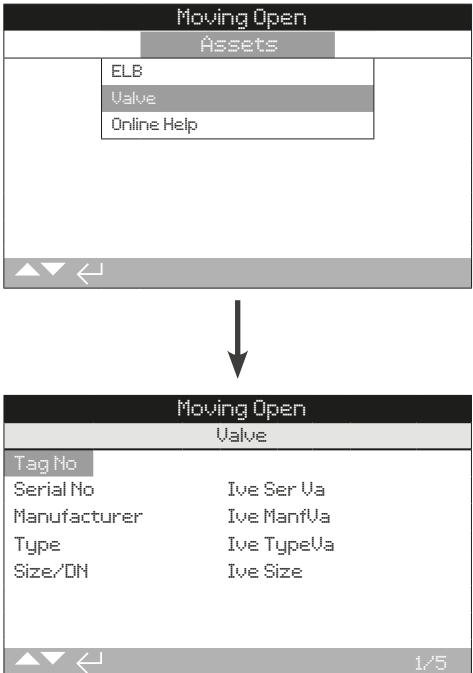 Moving Open
Assets
ELB
Valve
Online Help
Moving Open
Valve
Tag No
Serial No Ive Ser Va
Manufacturer Ive ManfVa
Type Ive TypeVa
Size/DN Ive Size
1/5